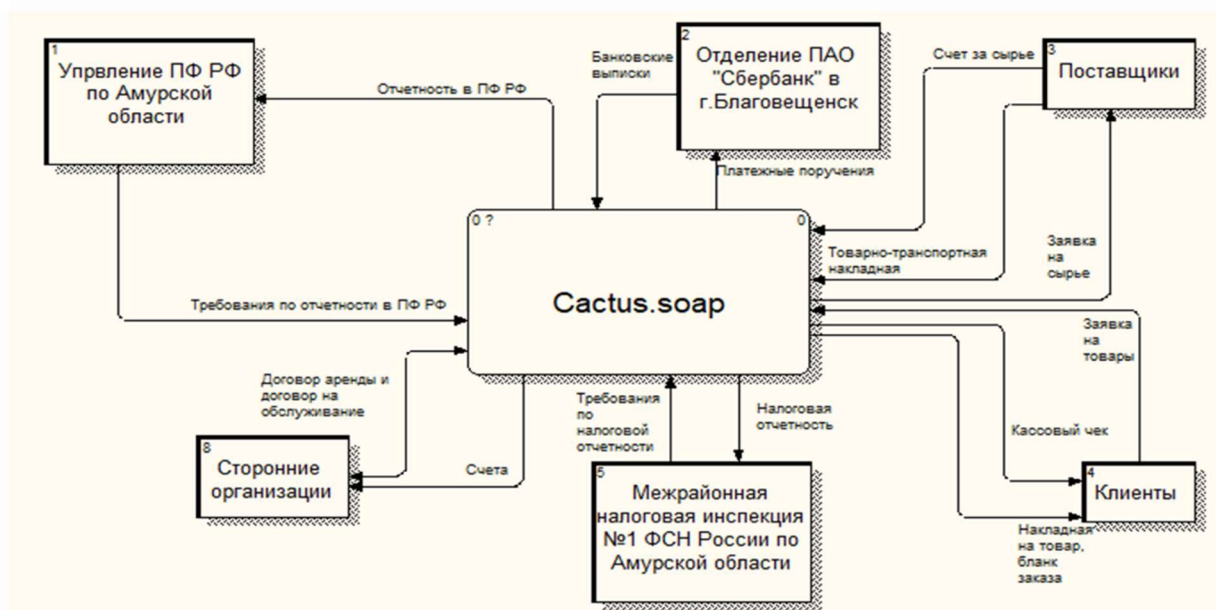 1
Упрвление ПФ РФ
по Амурской
области
Отчетность в ПФ РФ
Банковские
выписки
2
Отделение ПАО
"Сбербанк" в
г.Благовещенск
Счет за сырье
3
Поставщики
Платежные поручения
0 ?
0
Cactus.soap
Товарно-транспортная
накладная
Заявка
на
сырье
Требования по отчетности в ПФ РФ
Заявка
на
товары
Договор аренды и
договор на
обслуживание
Требования
по
налоговой
отчетности
Налоговая
отчетность
Кассовый чек
8
Сторонние
организации
Счета
5
Межрайонная
налоговая инспекция
№1 ФСН России по
Амурской области
4
Клиенты
Накладная
на товар,
бланк
заказа